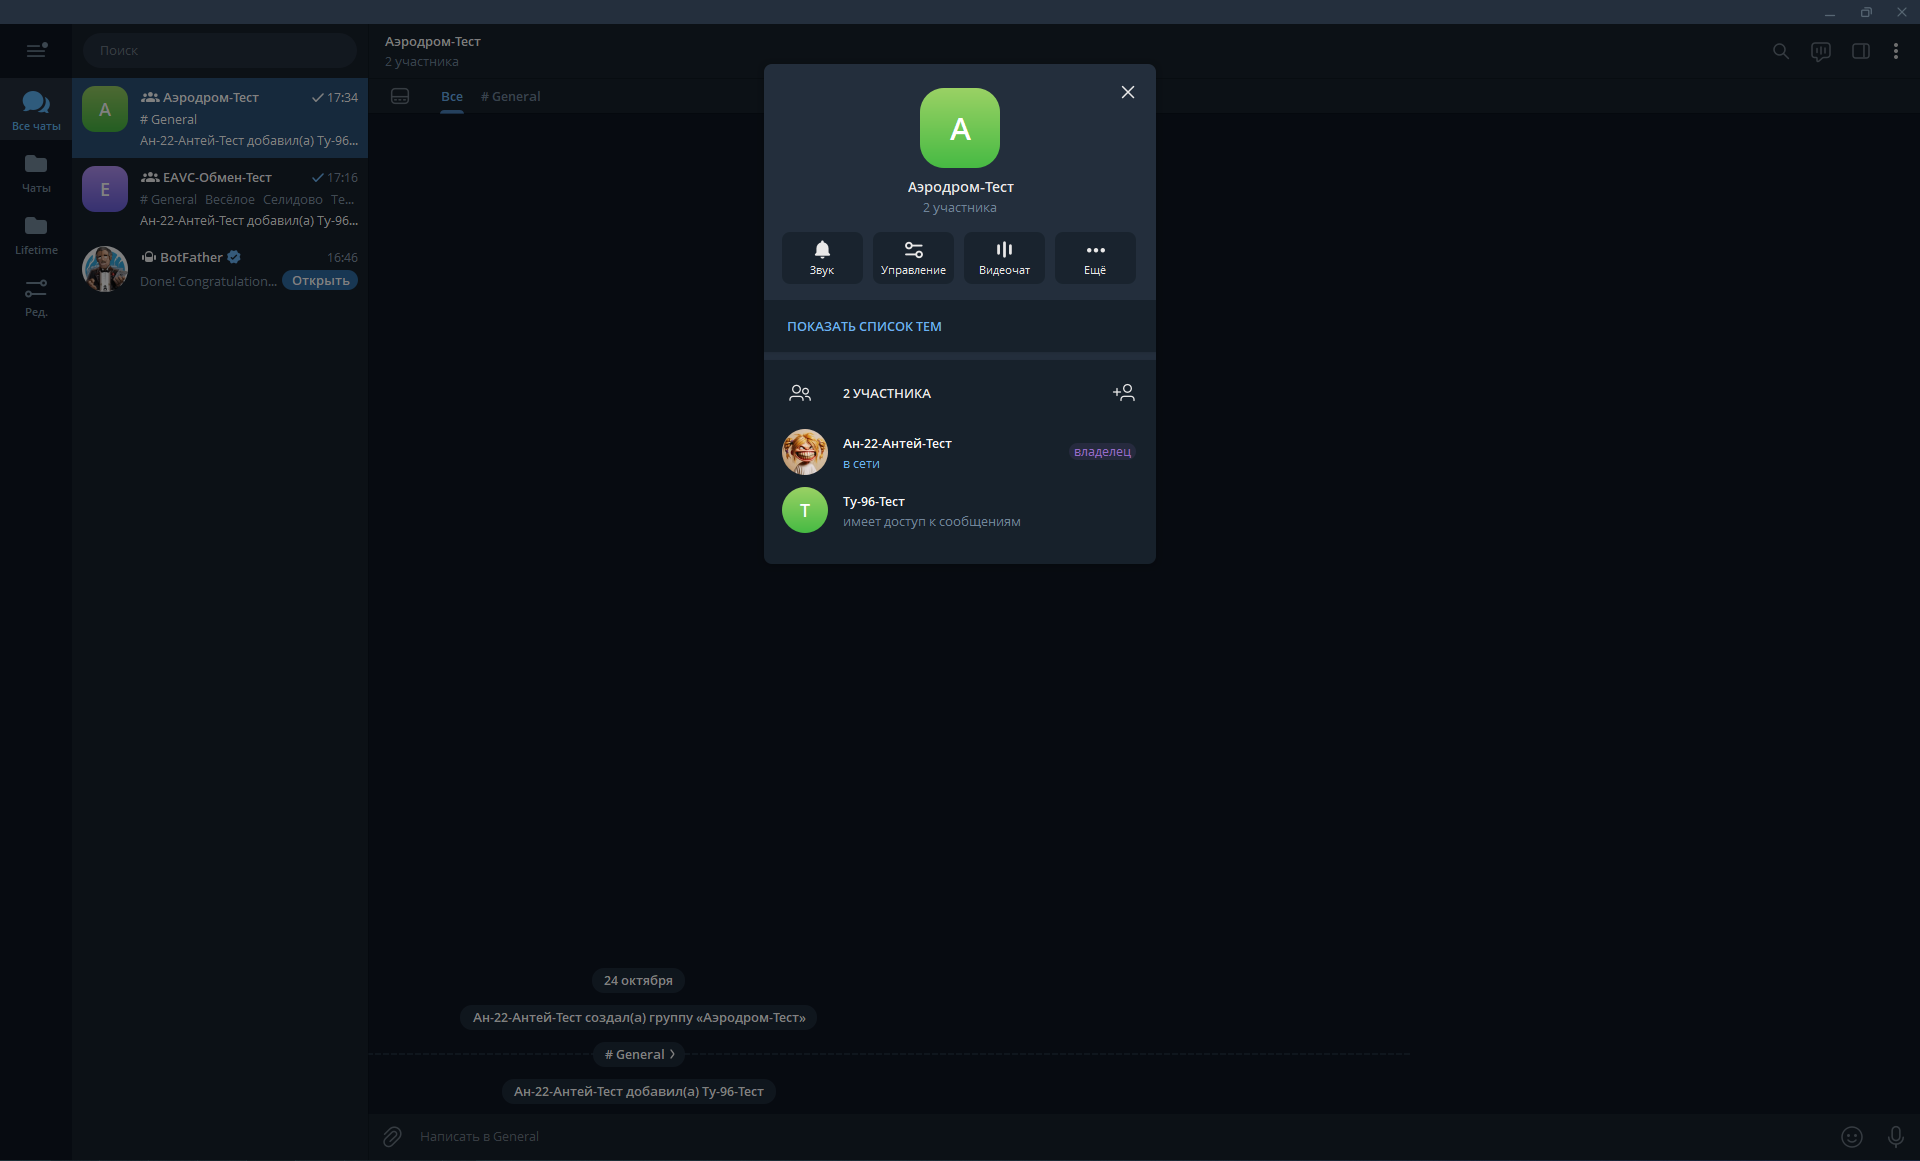 Поиск
Все чаты
Чаты
Lifetime
Ред.
А
Аэродром-Тест
17:34
# General
Ан-22-Антей-Тест добавил(а) Ту-96...
E
EAVC-Обмен-Тест
17:16
# General Весёлое Селидово Те...
Ан-22-Антей-Тест добавил(а) Ту-96...
BotFather
16:46
Done! Congratulation...
Открыть
Аэродром-Тест
2 участника
Все
# General
А
Аэродром-Тест
2 участника
Звук
Управление
Видеочат
Ещё
ПОКАЗАТЬ СПИСОК ТЕМ
2 УЧАСТНИКА
Ан-22-Антей-Тест
в сети
владелец
Т
Ту-96-Тест
имеет доступ к сообщениям
24 октября
Ан-22-Антей-Тест создал(а) группу «Аэродром-Тест»
# General
Ан-22-Антей-Тест добавил(а) Ту-96-Тест
Написать в General